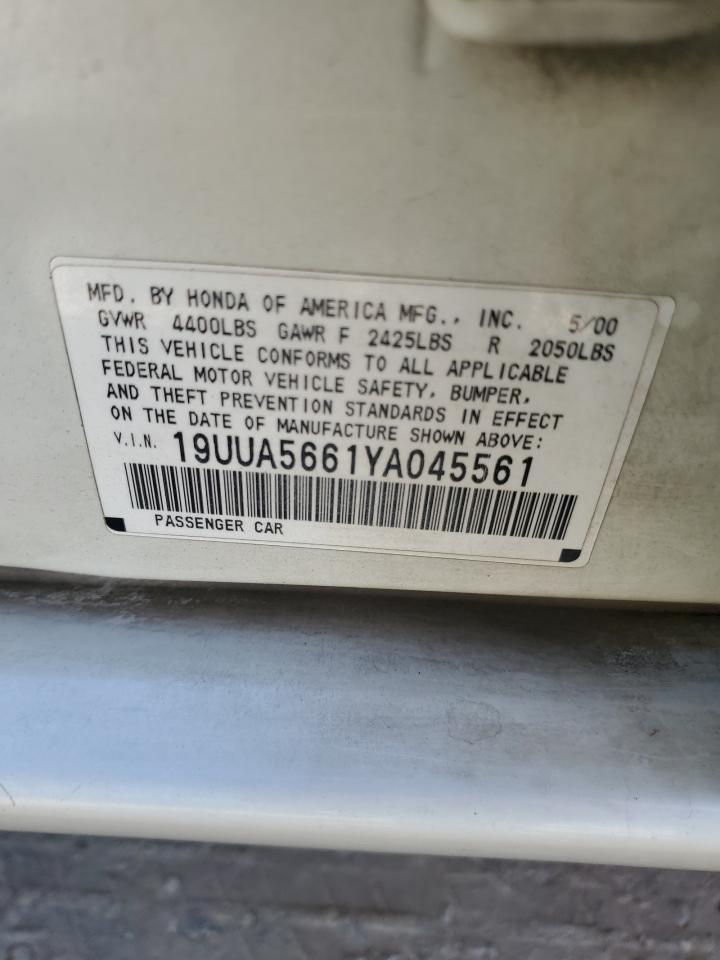 MFD. BY HONDA OF AMERICA MFG., INC. 5/00
GVWR 4400LBS GAWR F 2425LBS R 2050LBS
THIS VEHICLE CONFORMS TO ALL APPLICABLE
FEDERAL MOTOR VEHICLE SAFETY, BUMPER,
AND THEFT PREVENTION STANDARDS IN EFFECT
ON THE DATE OF MANUFACTURE SHOWN ABOVE:
V.I.N. 19UUA5661YA045561
PASSENGER CAR